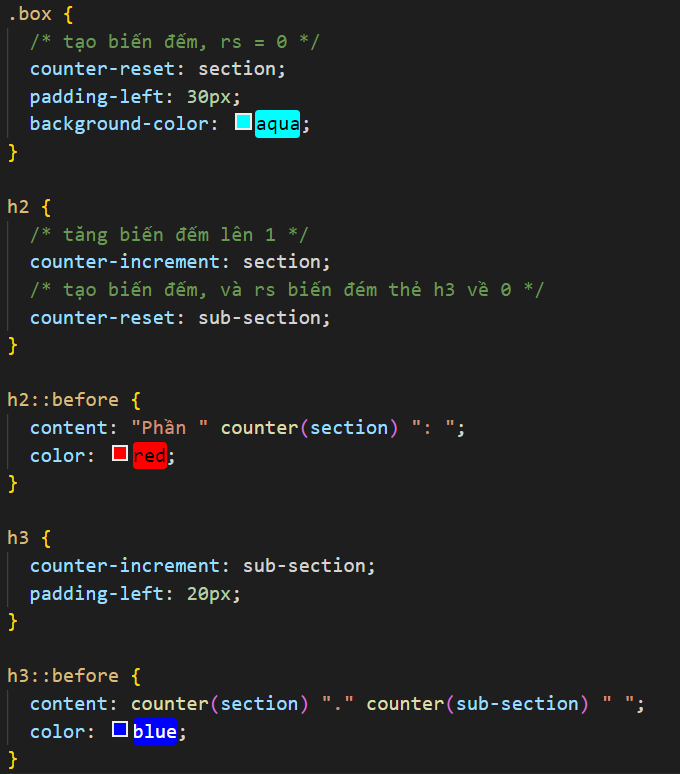 .box {
/* tạo biến đếm, rs = 0 */
counter-reset: section;
padding-left: 30px;
background-color: aqua;
}
h2 {
/* tăng biến đếm lên 1 */
counter-increment: section;
/* tạo biến đếm, và rs biến đém thẻ h3 về 0 */
counter-reset: sub-section;
}
h2::before {
content: "Phần " counter(section) ": ";
color: red;
}
h3 {
counter-increment: sub-section;
padding-left: 20px;
}
h3::before {
content: counter(section) "." counter(sub-section) " ";
color: blue;
}